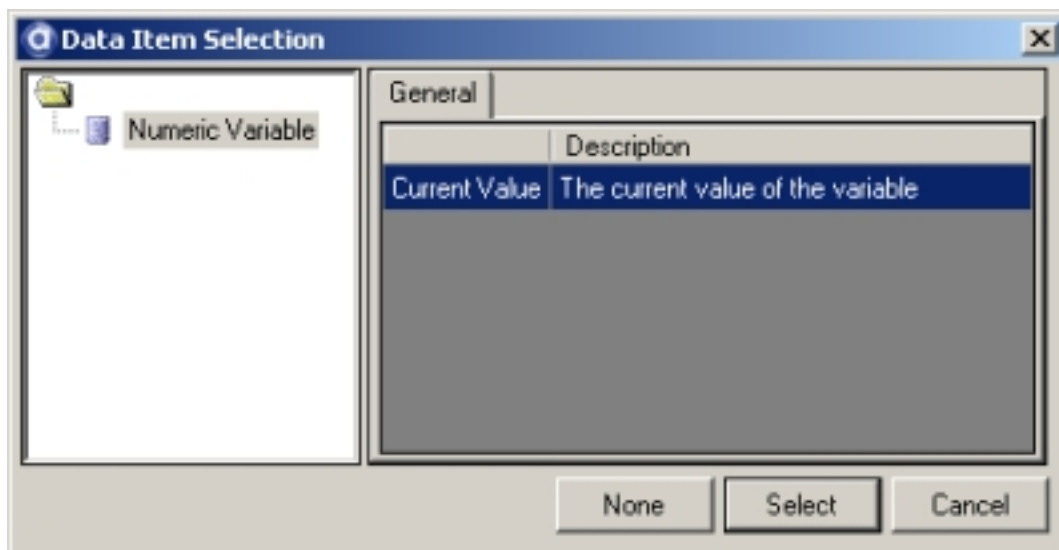 Data Item Selection
Numeric Variable
General
Description
Current Value The current value of the variable
None Select Cancel